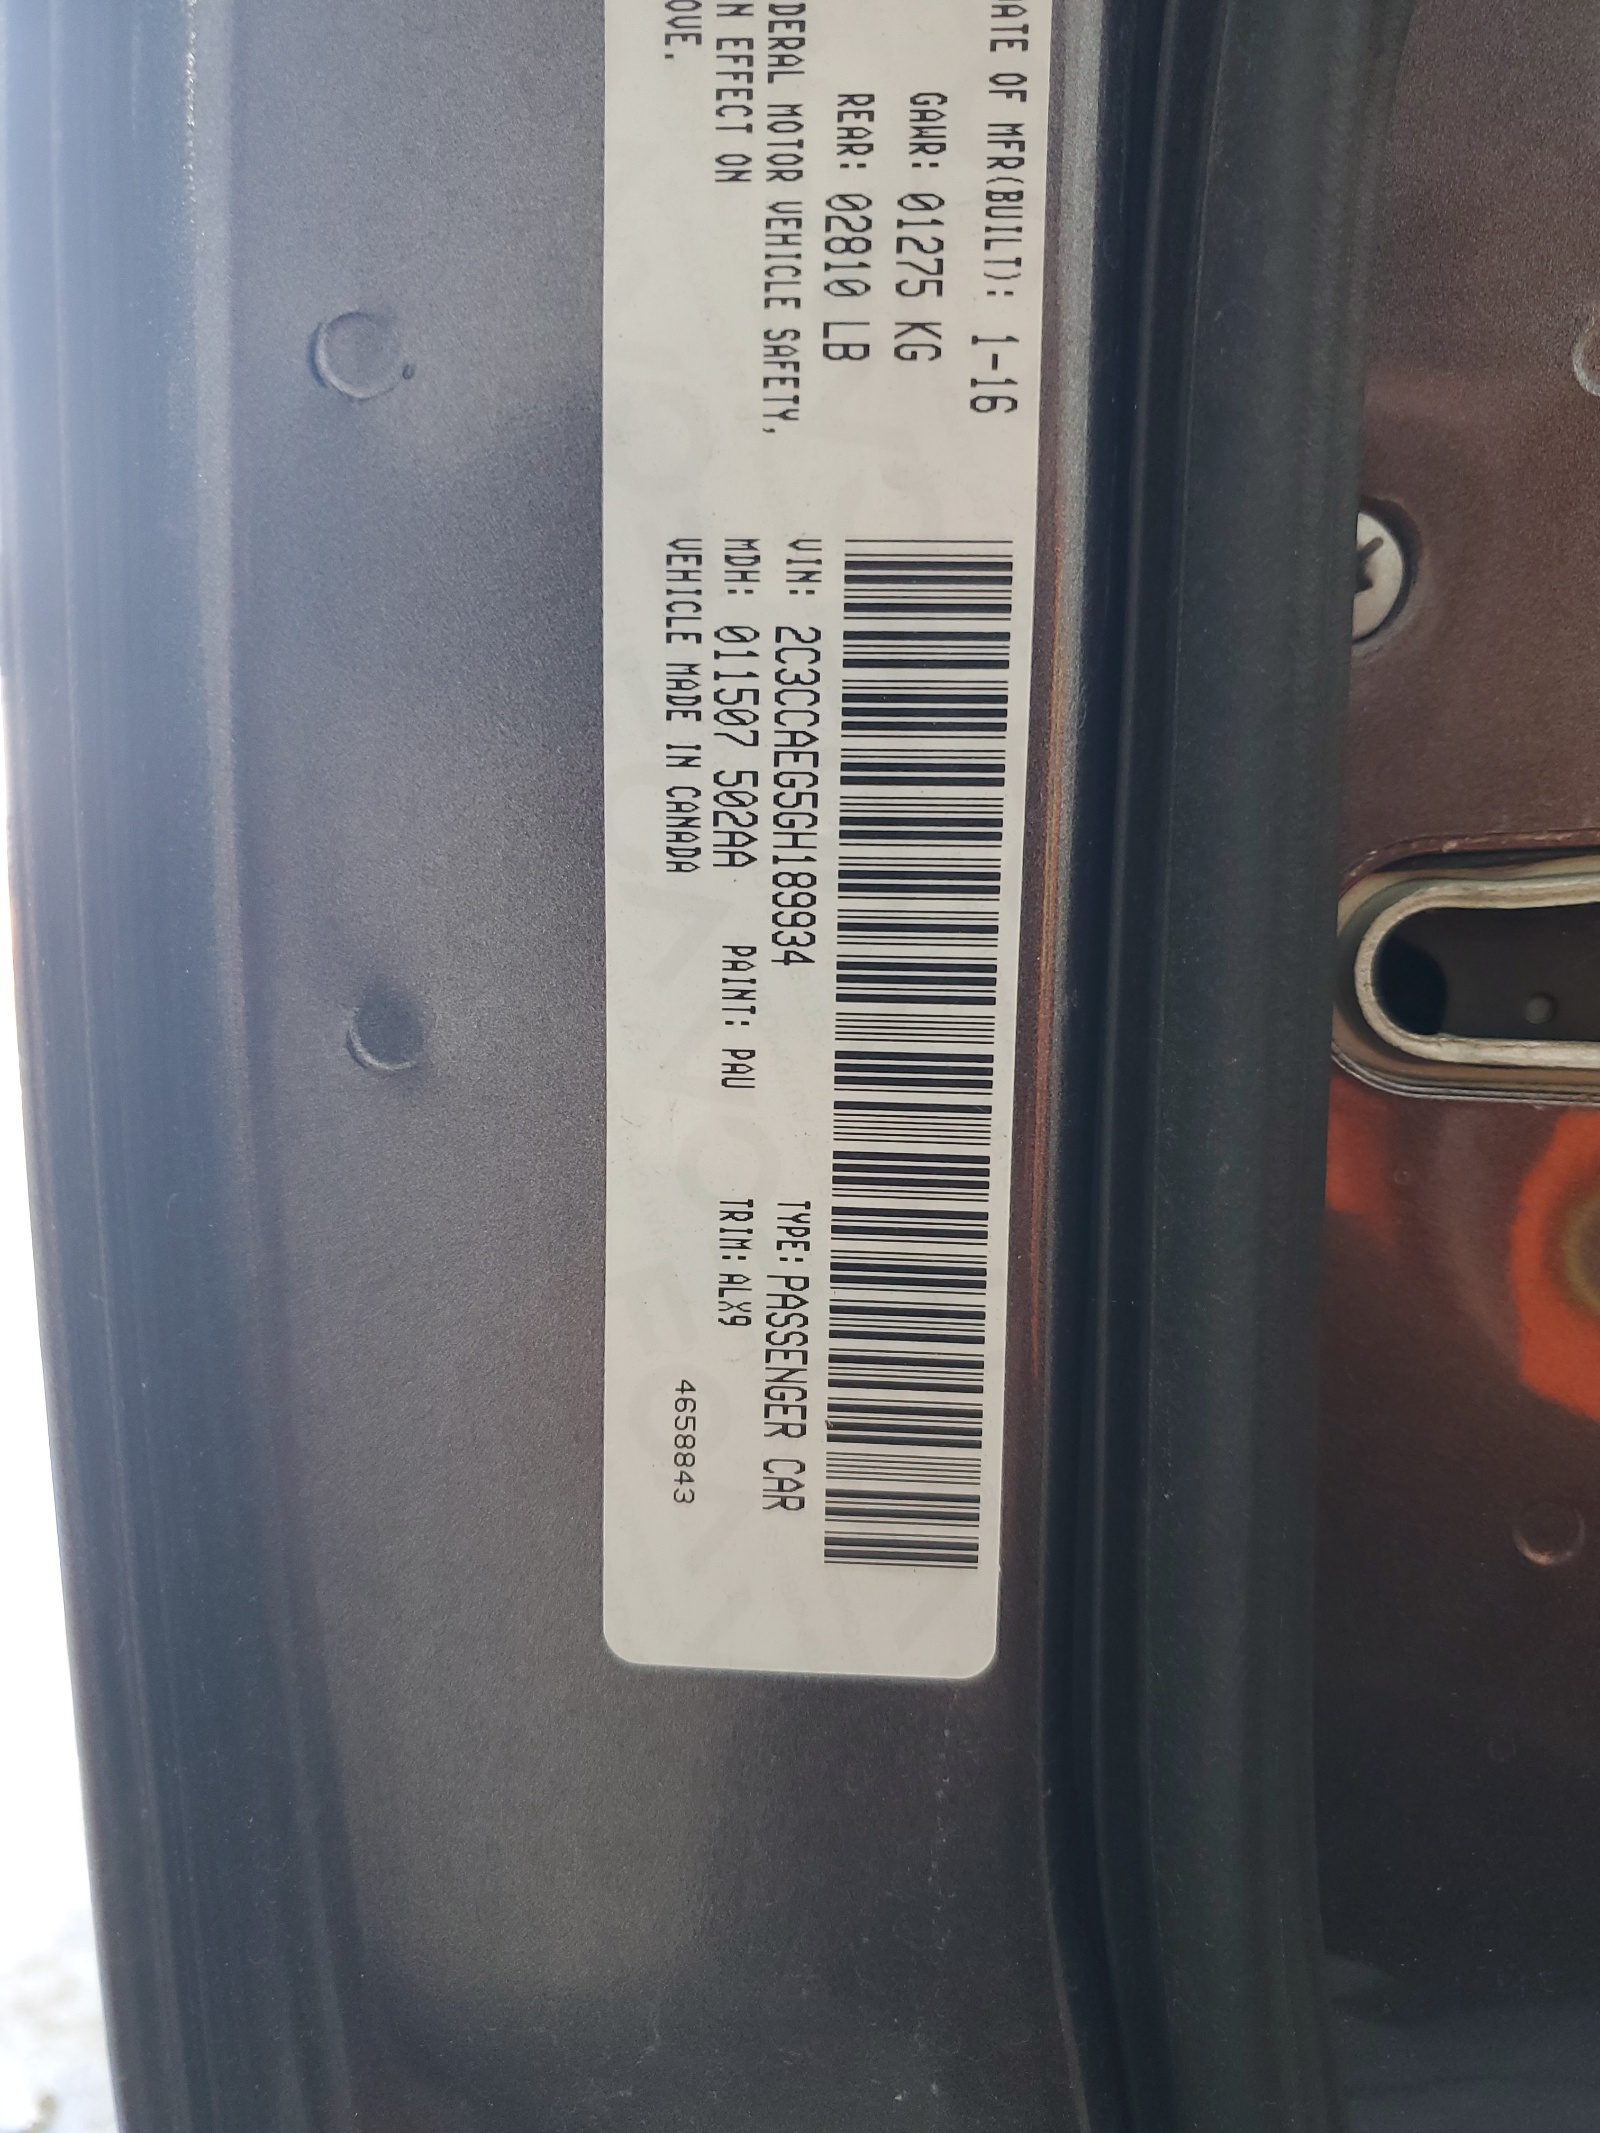 ATE OF MFR(BUILT): 1-16
GAWR: 01275 KG
REAR: 02810 LB
DERAL MOTOR VEHICLE SAFETY,
N EFFECT ON
OVE.
VIN: 2C3CCAEG5GH189934 TYPE: PASSENGER CAR
MDH: 011507 502AA PAINT: PAU TRIM: ALX9
VEHICLE MADE IN CANADA 4658843